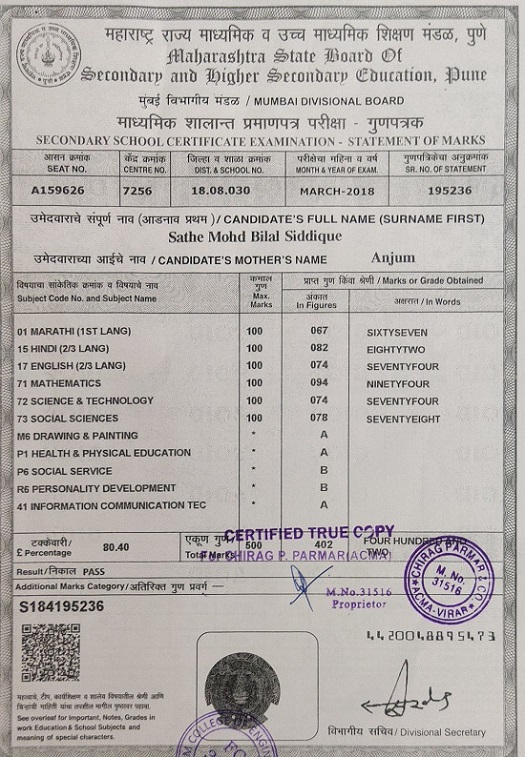 महाराष्ट्र राज्य माध्यमिक व उच्च माध्यमिक शिक्षण मंडळ, पुणे
Maharashtra State Board Of
Secondary and Higher Secondary Education, Pune
मुंबई विभागीय मंडळ / MUMBAI DIVISIONAL BOARD
माध्यमिक शालान्त प्रमाणपत्र परीक्षा - गुणपत्रक
SECONDARY SCHOOL CERTIFICATE EXAMINATION - STATEMENT OF MARKS
आसन क्रमांक केंद्र क्रमांक जिल्हा व शाळा क्रमांक परीक्षेचा महिना व वर्ष गुणपत्रिकेचा अनुक्रमांक
SEAT NO. CENTRE NO. DIST. & SCHOOL NO. MONTH & YEAR OF EXAM. SR. NO. OF STATEMENT
A159626 7256 18.08.030 MARCH-2018 195236
उमेदवाराचे संपूर्ण नाव (आडनाव प्रथम) / CANDIDATE'S FULL NAME (SURNAME FIRST)
Sathe Mohd Bilal Siddique
उमेदवाराच्या आईचे नाव / CANDIDATE'S MOTHER'S NAME Anjum
विषयाचा सांकेतिक क्रमांक व विषयाचे नाव
Subject Code No. and Subject Name
कमाल
गुण
Max.
Marks
प्राप्त गुण किंवा श्रेणी / Marks or Grade Obtained
अंकात
In Figures
अक्षरात / In Words
01 MARATHI (1ST LANG) 100 067 SIXTYSEVEN
15 HINDI (2/3 LANG) 100 082 EIGHTYTWO
17 ENGLISH (2/3 LANG) 100 074 SEVENTYFOUR
71 MATHEMATICS 100 094 NINETYFOUR
72 SCIENCE & TECHNOLOGY 100 074 SEVENTYFOUR
73 SOCIAL SCIENCES 100 078 SEVENTYEIGHT
M6 DRAWING & PAINTING * A
P1 HEALTH & PHYSICAL EDUCATION * A
P6 SOCIAL SERVICE * B
R6 PERSONALITY DEVELOPMENT * B
41 INFORMATION COMMUNICATION TEC * A
टक्केवारी/
£ Percentage 80.40
एकूण गुण/
Total Marks 500 402 FOUR HUNDRED AND
TWO
CERTIFIED TRUE COPY
CHIRAG P. PARMAR (ACMA)
Result/निकाल PASS
Additional Marks Category/अतिरिक्त गुण प्रवर्ग —
M.No.31516
Proprietor
CHIRAG PARMAR & CO.
M. No.
31516
ACMA-VIRAR
S184195236
4420048895473
महत्वाचे, टीप, कार्यशिक्षण व शालेय विषयातील श्रेणी आणि
चिन्हांची माहिती यांचा तपशील मागील पृष्ठावर पहावा.
See overleaf for Important, Notes, Grades in
work Education & School Subjects and
meaning of special characters.
विभागीय सचिव/ Divisional Secretary